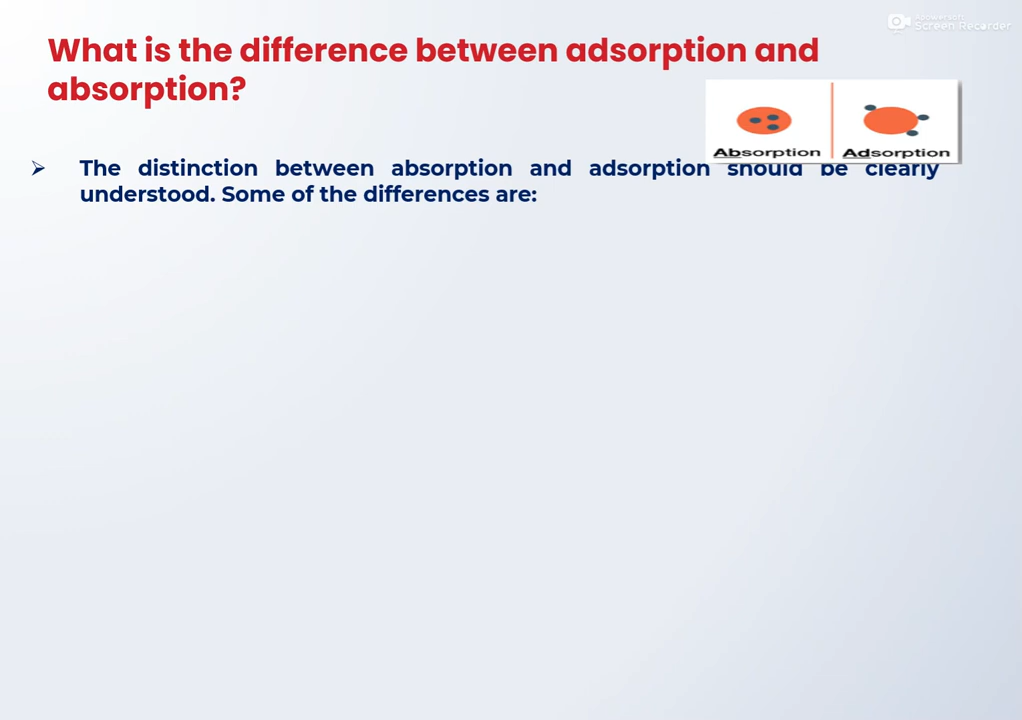 Apowersoft
Screen Recorder
What is the difference between adsorption and
absorption?
Absorption
Adsorption
➢ The distinction between absorption and adsorption should be clearly
understood. Some of the differences are: